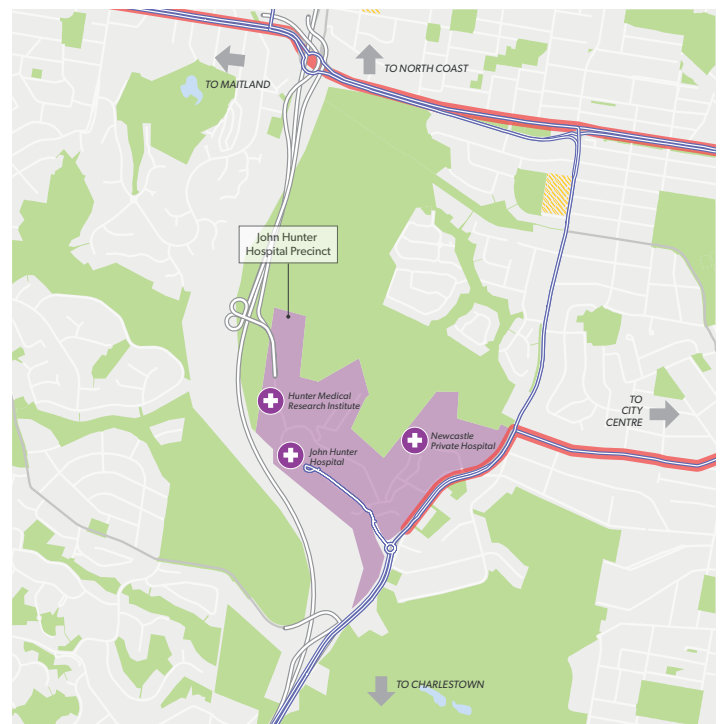 TO NORTH COAST
TO MAITLAND
John Hunter
Hospital Precinct
Hunter Medical
Research Institute
TO
CITY
CENTRE
Newcastle
Private Hospital
John Hunter
Hospital
TO CHARLESTOWN